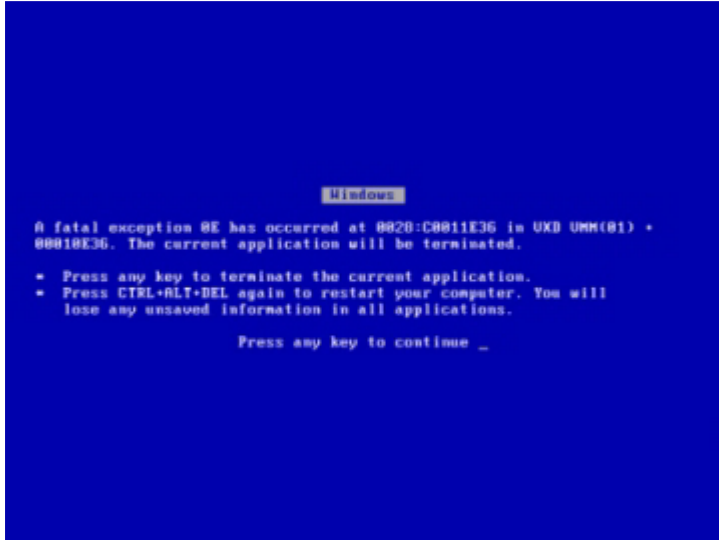 Windows
A fatal exception 0E has occurred at 0028:C0011E36 in VXD VMM(01) +
00010E36. The current application will be terminated.
* Press any key to terminate the current application.
* Press CTRL+ALT+DEL again to restart your computer. You will
lose any unsaved information in all applications.
Press any key to continue _